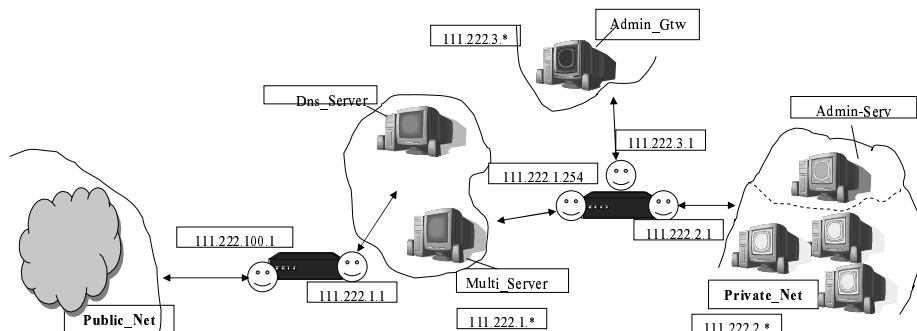 Admin_Gtw
111.222.3.*
Dns_Server
Admin-Serv
111.222.3.1
111.222.1.254
111.222.100.1
111.222.2.1
111.222.1.1
Multi_Server
Private_Net
Public_Net
111.222.1.*
111.222.2.*